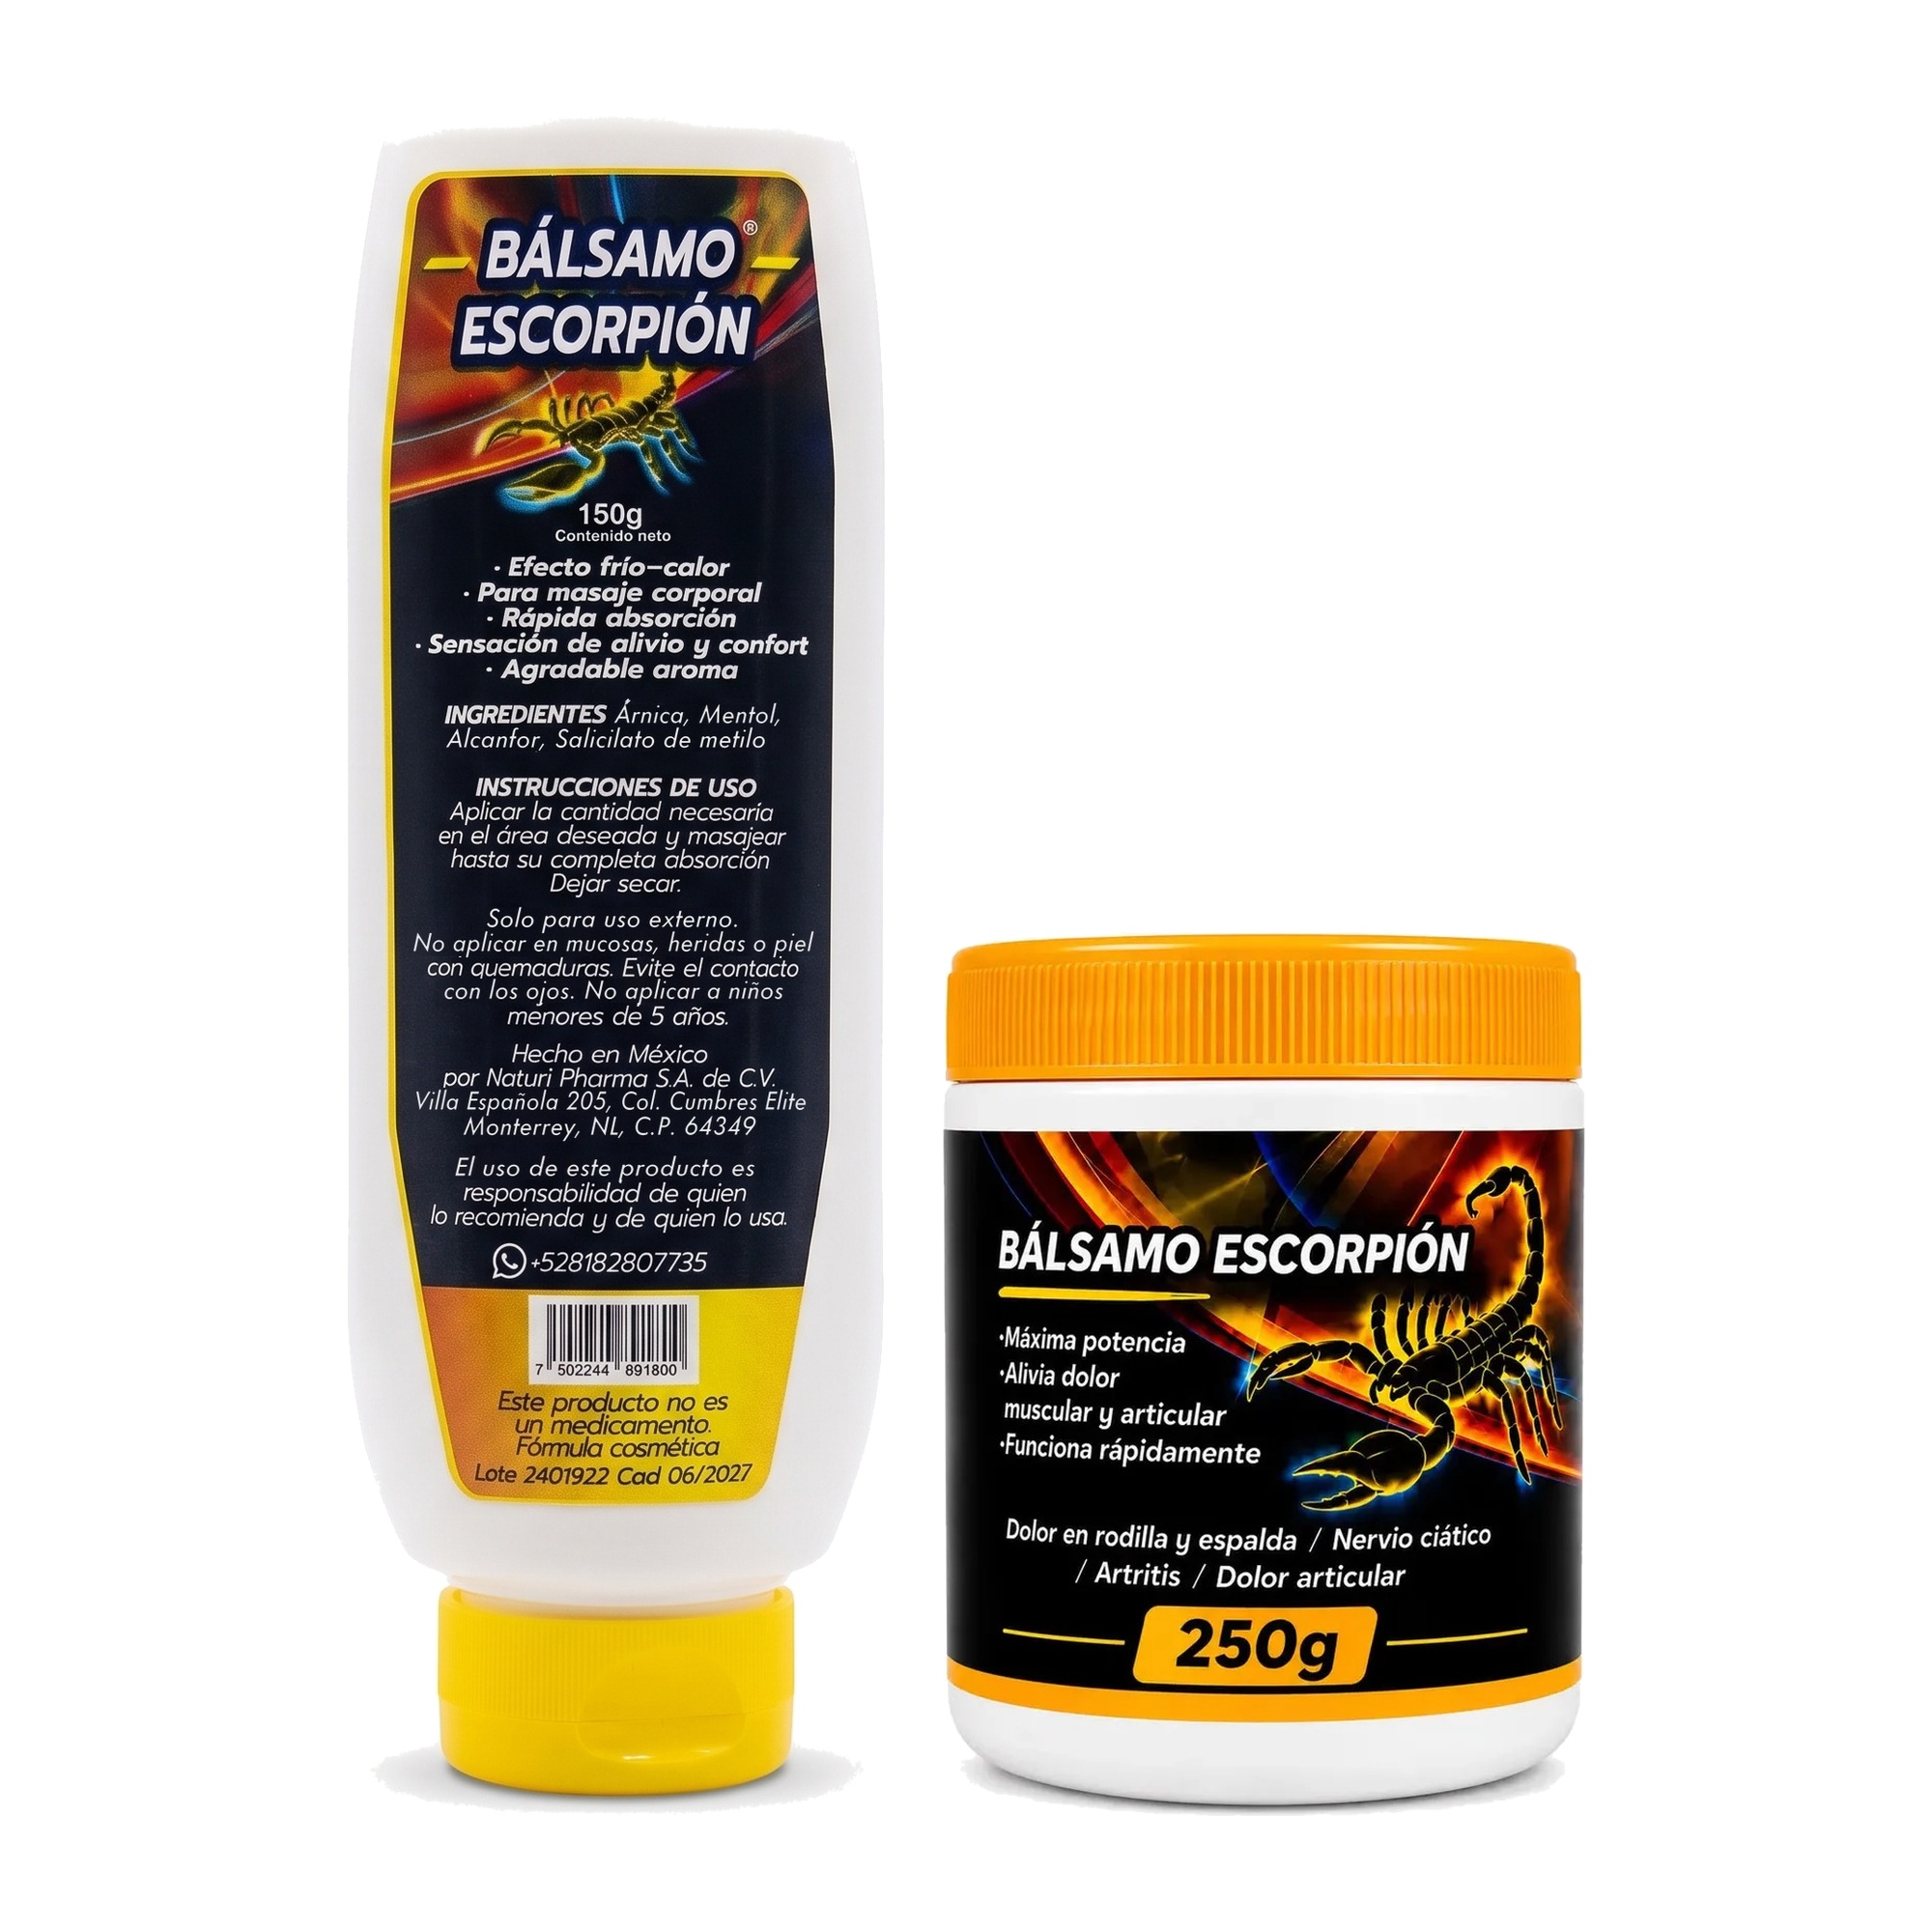 BÁLSAMO®
ESCORPIÓN
150g
Contenido neto
· Efecto frío-calor
· Para masaje corporal
· Rápida absorción
· Sensación de alivio y confort
· Agradable aroma
INGREDIENTES Árnica, Mentol,
Alcanfor, Salicilato de metilo
INSTRUCCIONES DE USO
Aplicar la cantidad necesaría
en el área deseada y masajear
hasta su completa absorción
Dejar secar.
Solo para uso externo.
No aplicar en mucosas, heridas o piel
con quemaduras. Evite el contacto
con los ojos. No aplicar a niños
menores de 5 años.
Hecho en México
por Naturi Pharma S.A. de C.V.
Villa Española 205, Col. Cumbres Elite
Monterrey, NL, C.P. 64349
El uso de este producto es
responsabilidad de quien
lo recomienda y de quien lo usa.
+528182807735
7 502244 891800
Este producto no es
un medicamento.
Fórmula cosmética
Lote 2401922 Cad 06/2027
BÁLSAMO ESCORPIÓN
·Máxima potencia
·Alivia dolor
muscular y articular
·Funciona rápidamente
Dolor en rodilla y espalda / Nervio ciático
/ Artritis / Dolor articular
250g